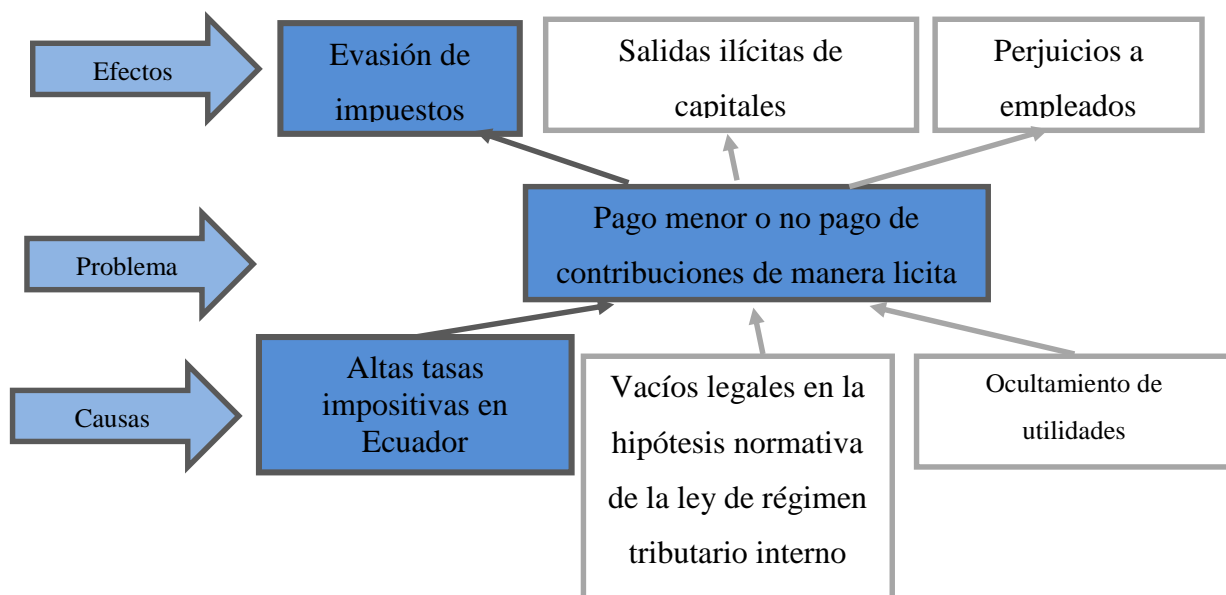 Efectos
Evasión de
impuestos
Salidas ilícitas de
capitales
Perjuicios a
empleados
Problema
Pago menor o no pago de
contribuciones de manera licita
Causas
Altas tasas
impositivas en
Ecuador
Vacíos legales en la
hipótesis normativa
de la ley de régimen
tributario interno
Ocultamiento de
utilidades